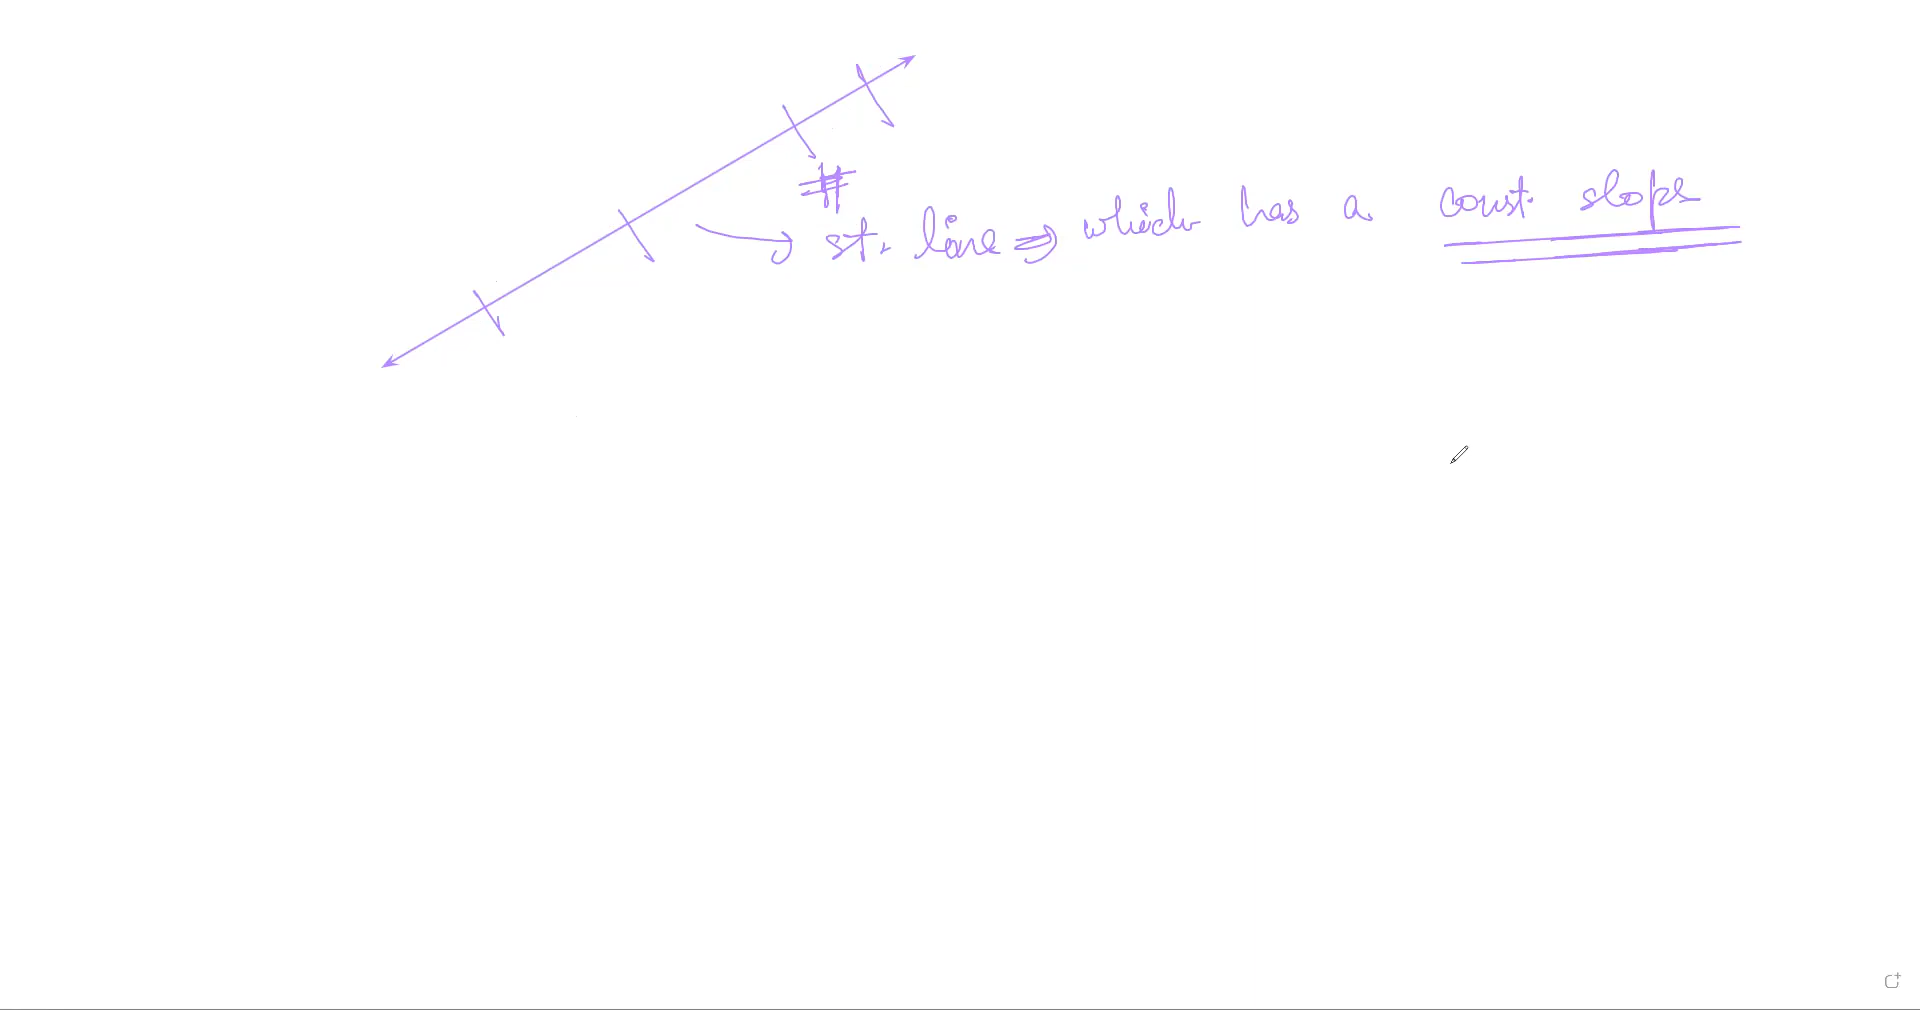 # st. line ⇒ which has a const. slope